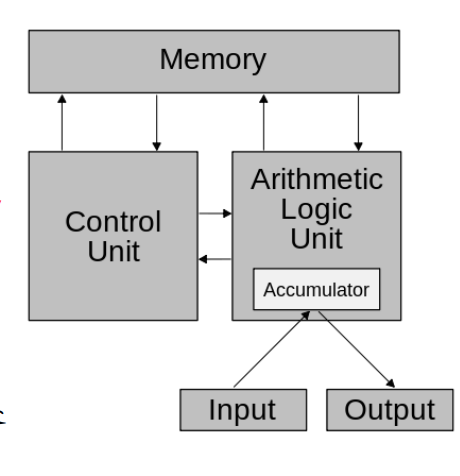 Memory
Control
Unit
Arithmetic
Logic
Unit
Accumulator
Input
Output